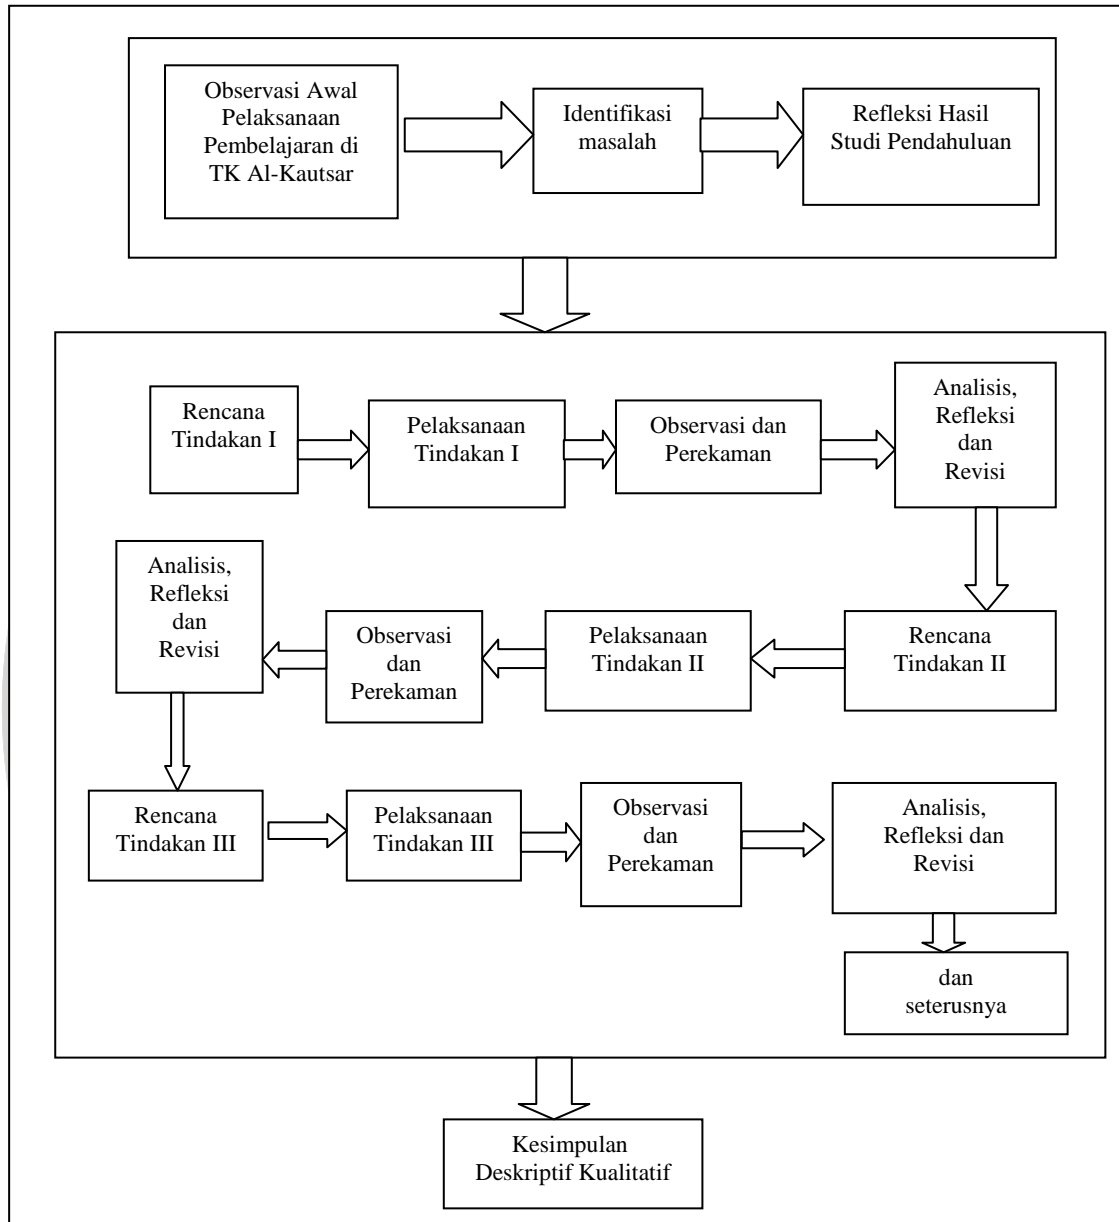 Observasi Awal
Pelaksanaan
Pembelajaran di
TK Al-Kautsar
Identifikasi
masalah
Refleksi Hasil
Studi Pendahuluan
Rencana
Tindakan I
Pelaksanaan
Tindakan I
Observasi dan
Perekaman
Analisis,
Refleksi
dan
Revisi
Rencana
Tindakan II
Pelaksanaan
Tindakan II
Observasi
dan
Perekaman
Analisis,
Refleksi
dan
Revisi
Rencana
Tindakan III
Pelaksanaan
Tindakan III
Observasi
dan
Perekaman
Analisis,
Refleksi dan
Revisi
dan
seterusnya
Kesimpulan
Deskriptif Kualitatif